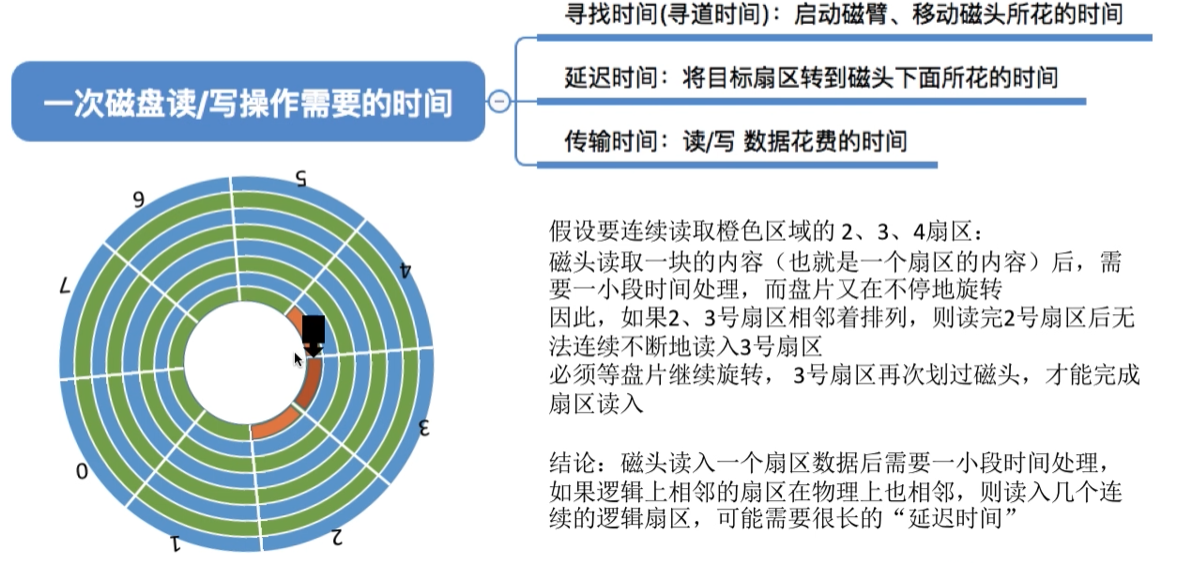 寻找时间(寻道时间)：启动磁臂、移动磁头所花的时间
一次磁盘读/写操作需要的时间
延迟时间：将目标扇区转到磁头下面所花的时间
传输时间：读/写 数据花费的时间
5
6
4
7
3
0
2
1
假设要连续读取橙色区域的 2、3、4扇区：
磁头读取一块的内容（也就是一个扇区的内容）后，需
要一小段时间处理，而盘片又在不停地旋转
因此，如果2、3号扇区相邻着排列，则读完2号扇区后无
法连续不断地读入3号扇区
必须等盘片继续旋转， 3号扇区再次划过磁头，才能完成
扇区读入
结论：磁头读入一个扇区数据后需要一小段时间处理，
如果逻辑上相邻的扇区在物理上也相邻，则读入几个连
续的逻辑扇区，可能需要很长的“延迟时间”